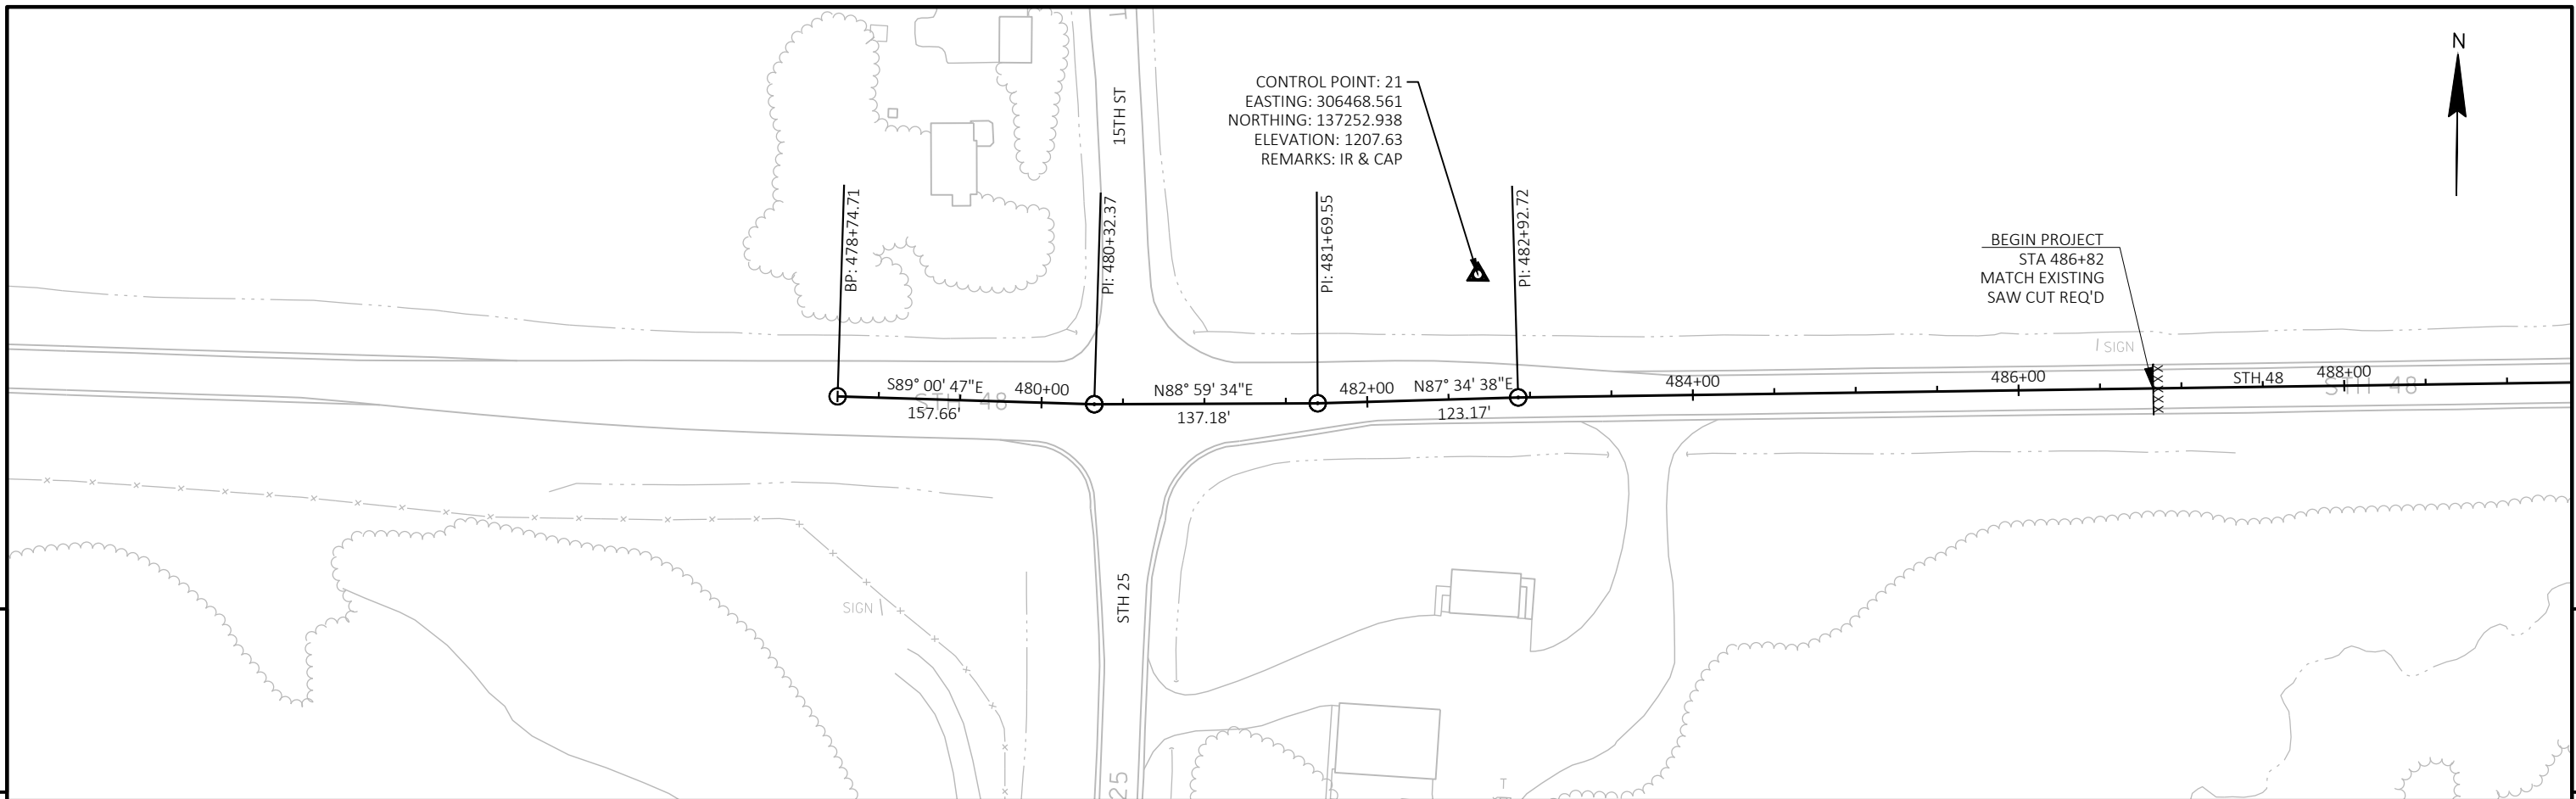 N
CONTROL POINT: 21
EASTING: 306468.561
NORTHING: 137252.938
ELEVATION: 1207.63
REMARKS: IR & CAP
15TH ST
BP: 478+74.71
PI: 480+32.37
PI: 481+69.55
PI: 482+92.72
BEGIN PROJECT
STA 486+82
MATCH EXISTING
SAW CUT REQ'D
SIGN
S89° 00' 47"E
157.66'
STH 48
480+00
N88° 59' 34"E
137.18'
482+00
N87° 34' 38"E
123.17'
484+00
486+00
STH 48
488+00
STH 48
STH 25
SIGN
25